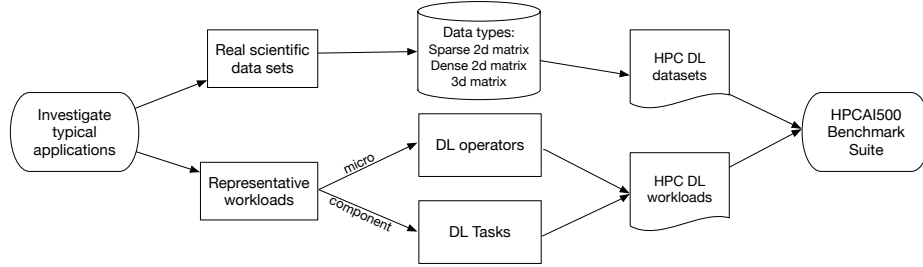 Investigate
typical
applications
Real scientific
data sets
Data types:
Sparse 2d matrix
Dense 2d matrix
3d matrix
HPC DL
datasets
Representative
workloads
micro
component
DL operators
DL Tasks
HPC DL
workloads
HPCAI500
Benchmark
Suite